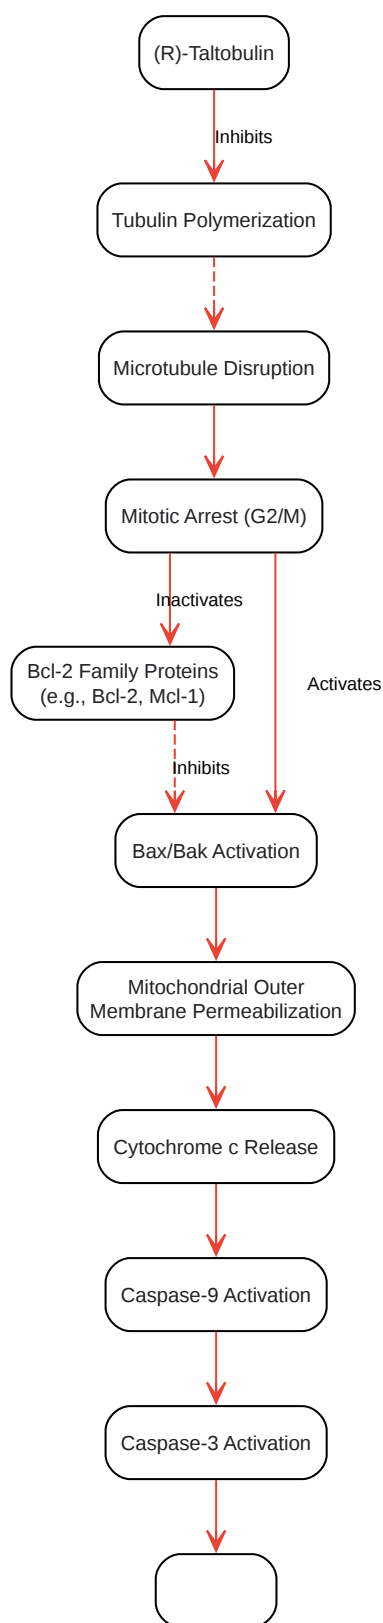 (R)-Taltobulin
Inhibits
Tubulin Polymerization
Microtubule Disruption
Mitotic Arrest (G2/M)
Inactivates
Bcl-2 Family Proteins
(e.g., Bcl-2, Mcl-1)
Activates
Inhibits
Bax/Bak Activation
Mitochondrial Outer
Membrane Permeabilization
Cytochrome c Release
Caspase-9 Activation
Caspase-3 Activation